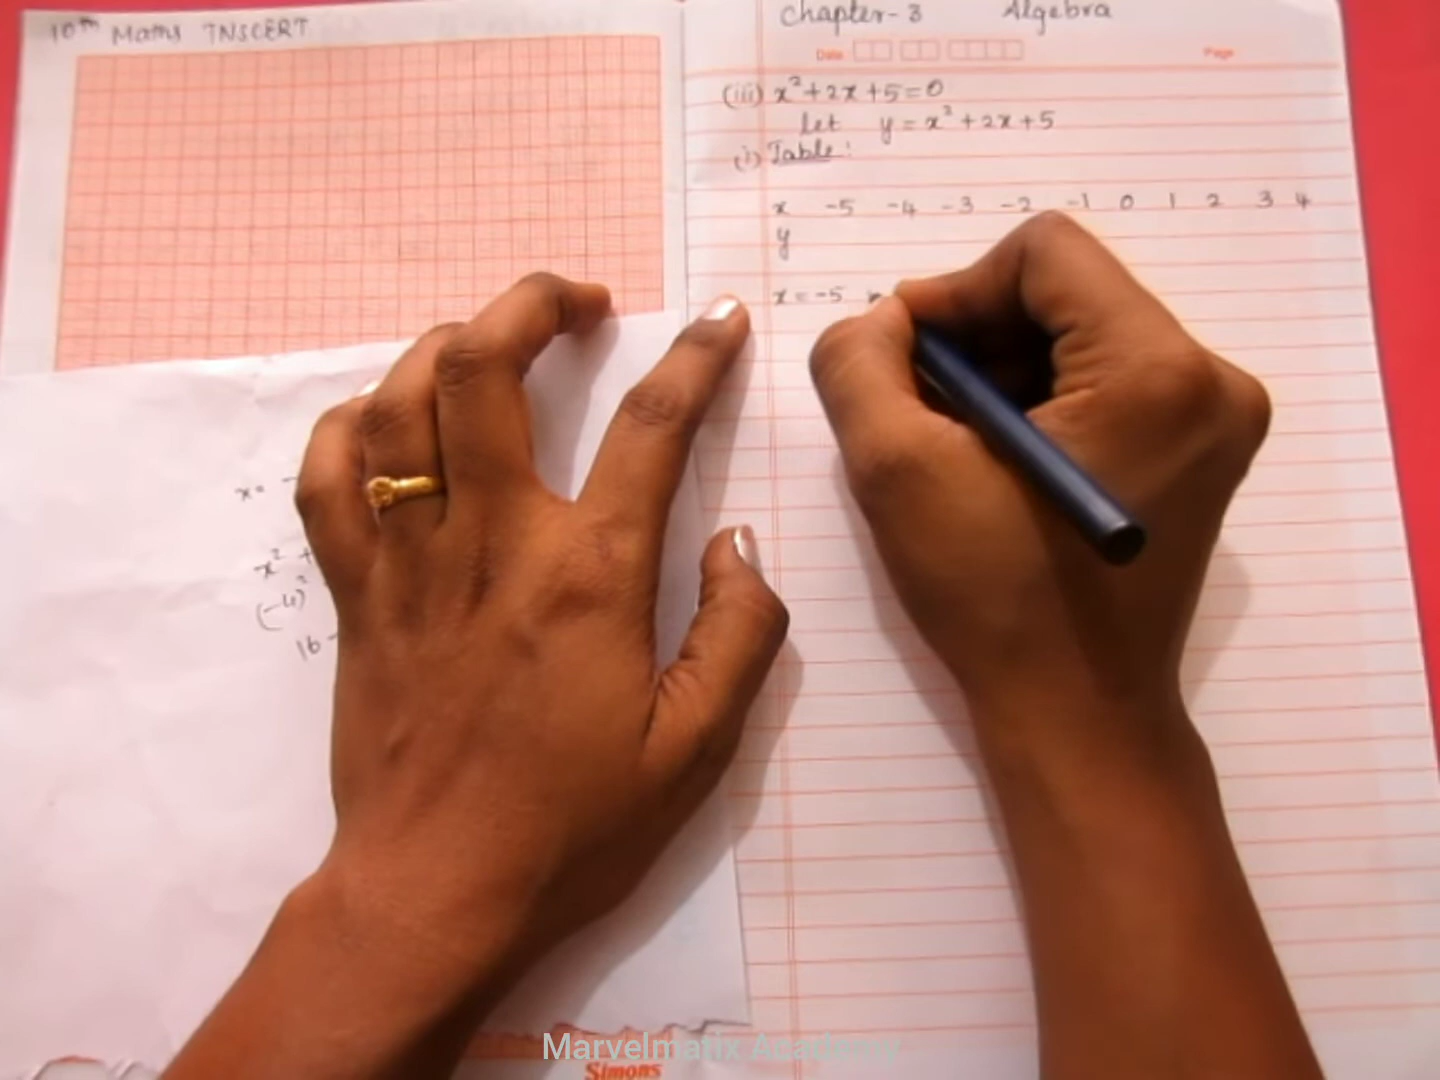 10th Maths TNSCERT
Chapter-3 Algebra
Date Page
(iii) x²+2x+5=0
let y = x²+2x+5
(i) Table:
x -5 -4 -3 -2 -1 0 1 2 3 4
y
x = -5
x =
x² +
(-4)²
16 -
Marvelmatix Academy
Simons